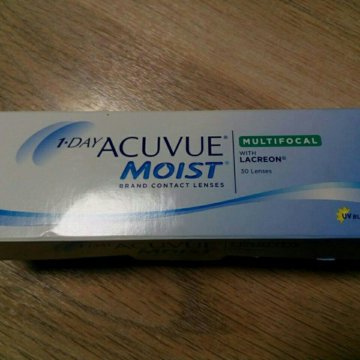 1·DAY ACUVUE®
MOIST®
BRAND CONTACT LENSES
MULTIFOCAL
WITH
LACREON®
30 Lenses
UV